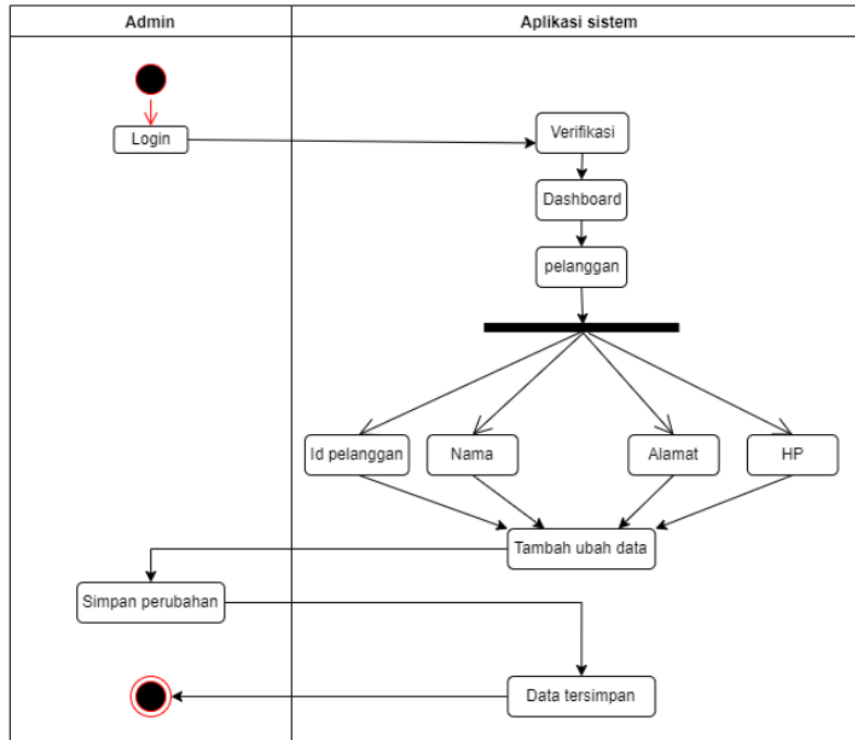 Admin
Aplikasi sistem
Login
Verifikasi
Dashboard
pelanggan
Id pelanggan
Nama
Alamat
HP
Tambah ubah data
Simpan perubahan
Data tersimpan